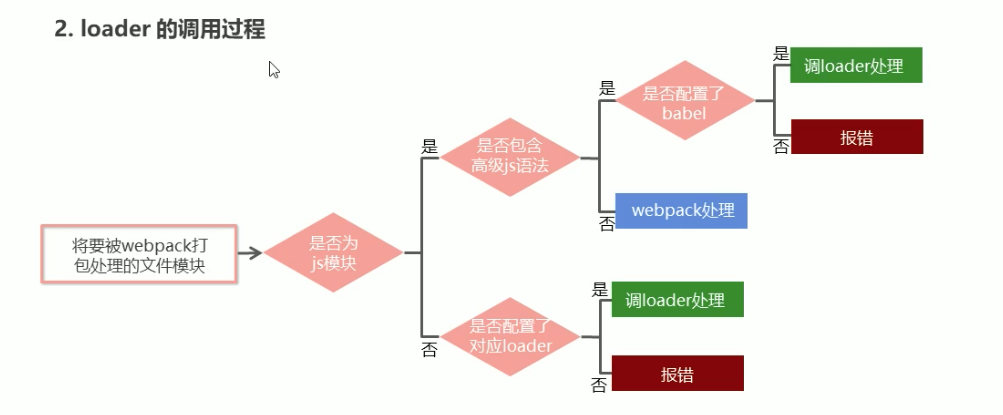 2. loader 的调用过程
是
调loader处理
是
是否配置了
babel
报错
否
是
是否包含
高级js语法
webpack处理
否
将要被webpack打
包处理的文件模块
是否为
js模块
是
调loader处理
是否配置了
对应loader
否
报错
否